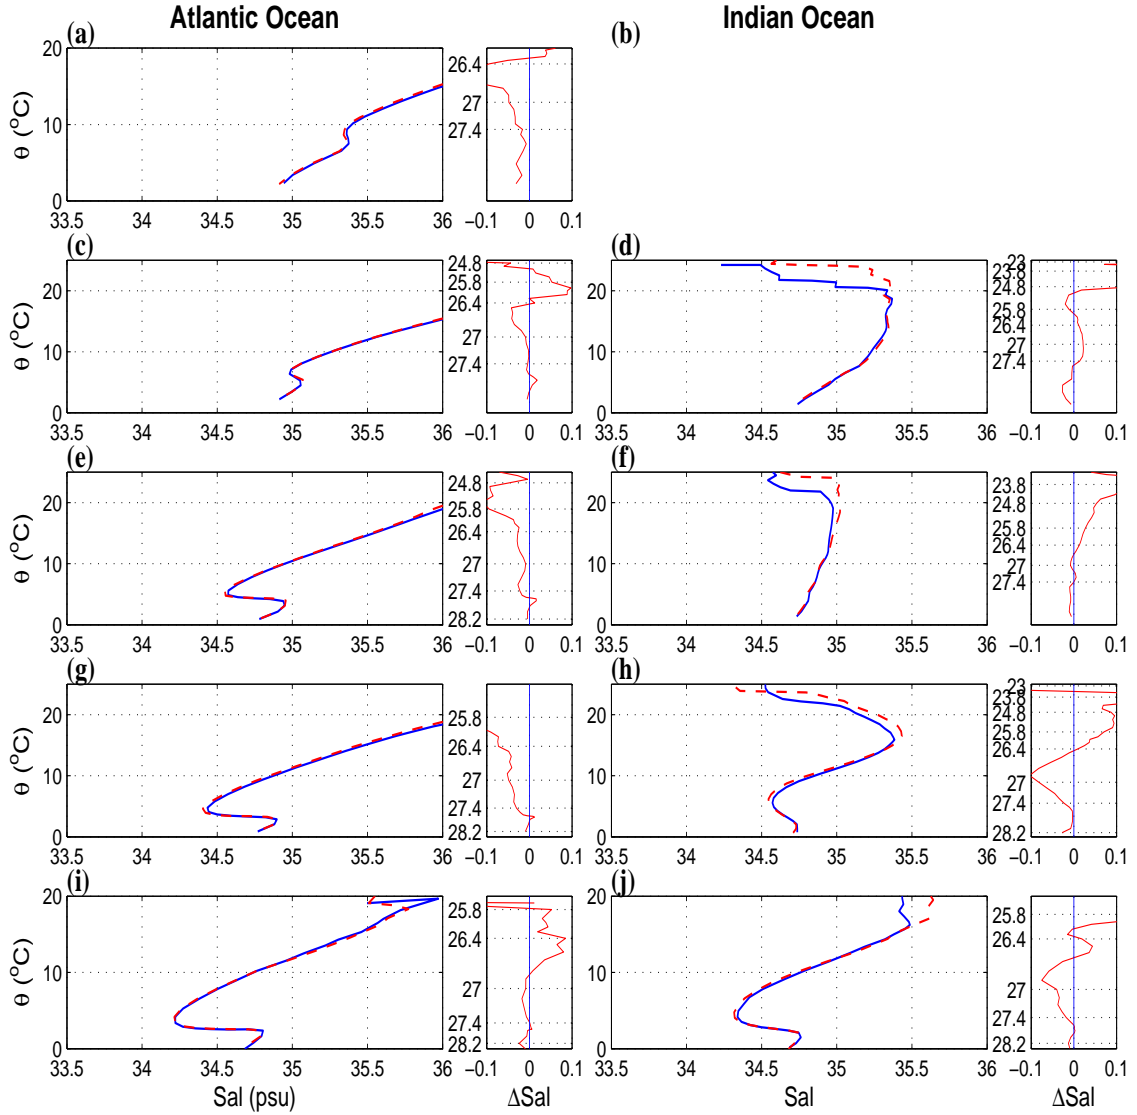 Atlantic Ocean
Indian Ocean
(a)
(b)
20
10
0
θ (°C)
33.5 34 34.5 35 35.5 36
26.4
27
27.4
−0.1 0 0.1
(c)
(d)
20
10
0
θ (°C)
33.5 34 34.5 35 35.5 36
24.8
25.8
26.4
27
27.4
−0.1 0 0.1
20
10
0
33.5 34 34.5 35 35.5 36
23
23.8
24.8
25.8
26.4
27
27.4
−0.1 0 0.1
(e)
(f)
20
10
0
θ (°C)
33.5 34 34.5 35 35.5 36
24.8
25.8
26.4
27
27.4
28.2
−0.1 0 0.1
20
10
0
33.5 34 34.5 35 35.5 36
23.8
24.8
25.8
26.4
27
27.4
−0.1 0 0.1
(g)
(h)
20
10
0
θ (°C)
33.5 34 34.5 35 35.5 36
25.8
26.4
27
27.4
28.2
−0.1 0 0.1
20
10
0
33.5 34 34.5 35 35.5 36
23
23.8
24.8
25.8
26.4
27
27.4
28.2
−0.1 0 0.1
(i)
(j)
20
10
0
θ (°C)
33.5 34 34.5 35 35.5 36
Sal (psu)
25.8
26.4
27
27.4
28.2
−0.1 0 0.1
ΔSal
20
10
0
33.5 34 34.5 35 35.5 36
Sal
25.8
26.4
27
27.4
28.2
−0.1 0 0.1
ΔSal